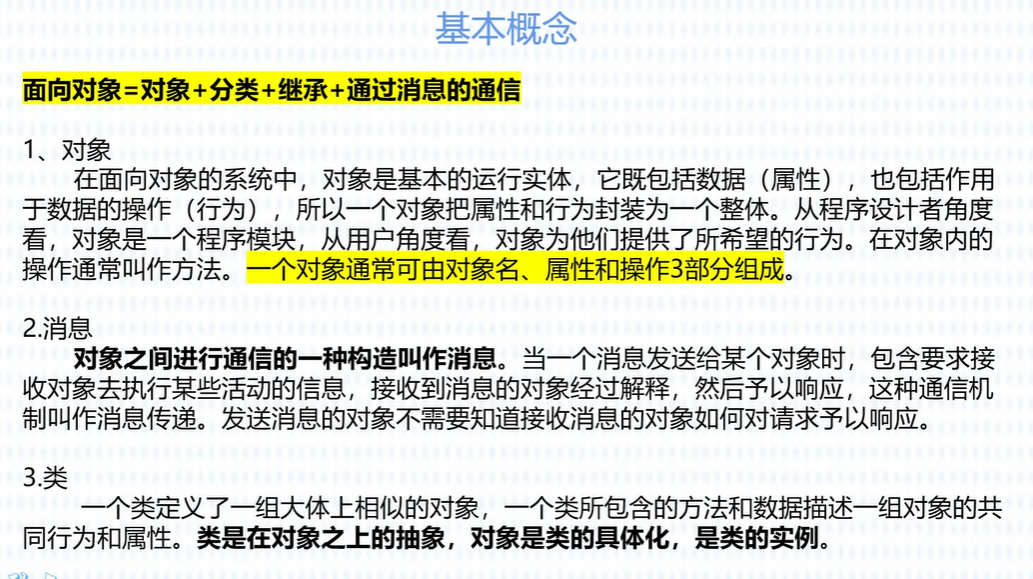 基本概念
面向对象=对象+分类+继承+通过消息的通信
1、对象
在面向对象的系统中，对象是基本的运行实体，它既包括数据（属性），也包括作用
于数据的操作（行为），所以一个对象把属性和行为封装为一个整体。从程序设计者角度
看，对象是一个程序模块，从用户角度看，对象为他们提供了所希望的行为。在对象内的
操作通常叫作方法。一个对象通常可由对象名、属性和操作3部分组成。
2.消息
对象之间进行通信的一种构造叫作消息。当一个消息发送给某个对象时，包含要求接
收对象去执行某些活动的信息，接收到消息的对象经过解释，然后予以响应，这种通信机
制叫作消息传递。发送消息的对象不需要知道接收消息的对象如何对请求予以响应。
3.类
一个类定义了一组大体上相似的对象，一个类所包含的方法和数据描述一组对象的共
同行为和属性。类是在对象之上的抽象，对象是类的具体化，是类的实例。